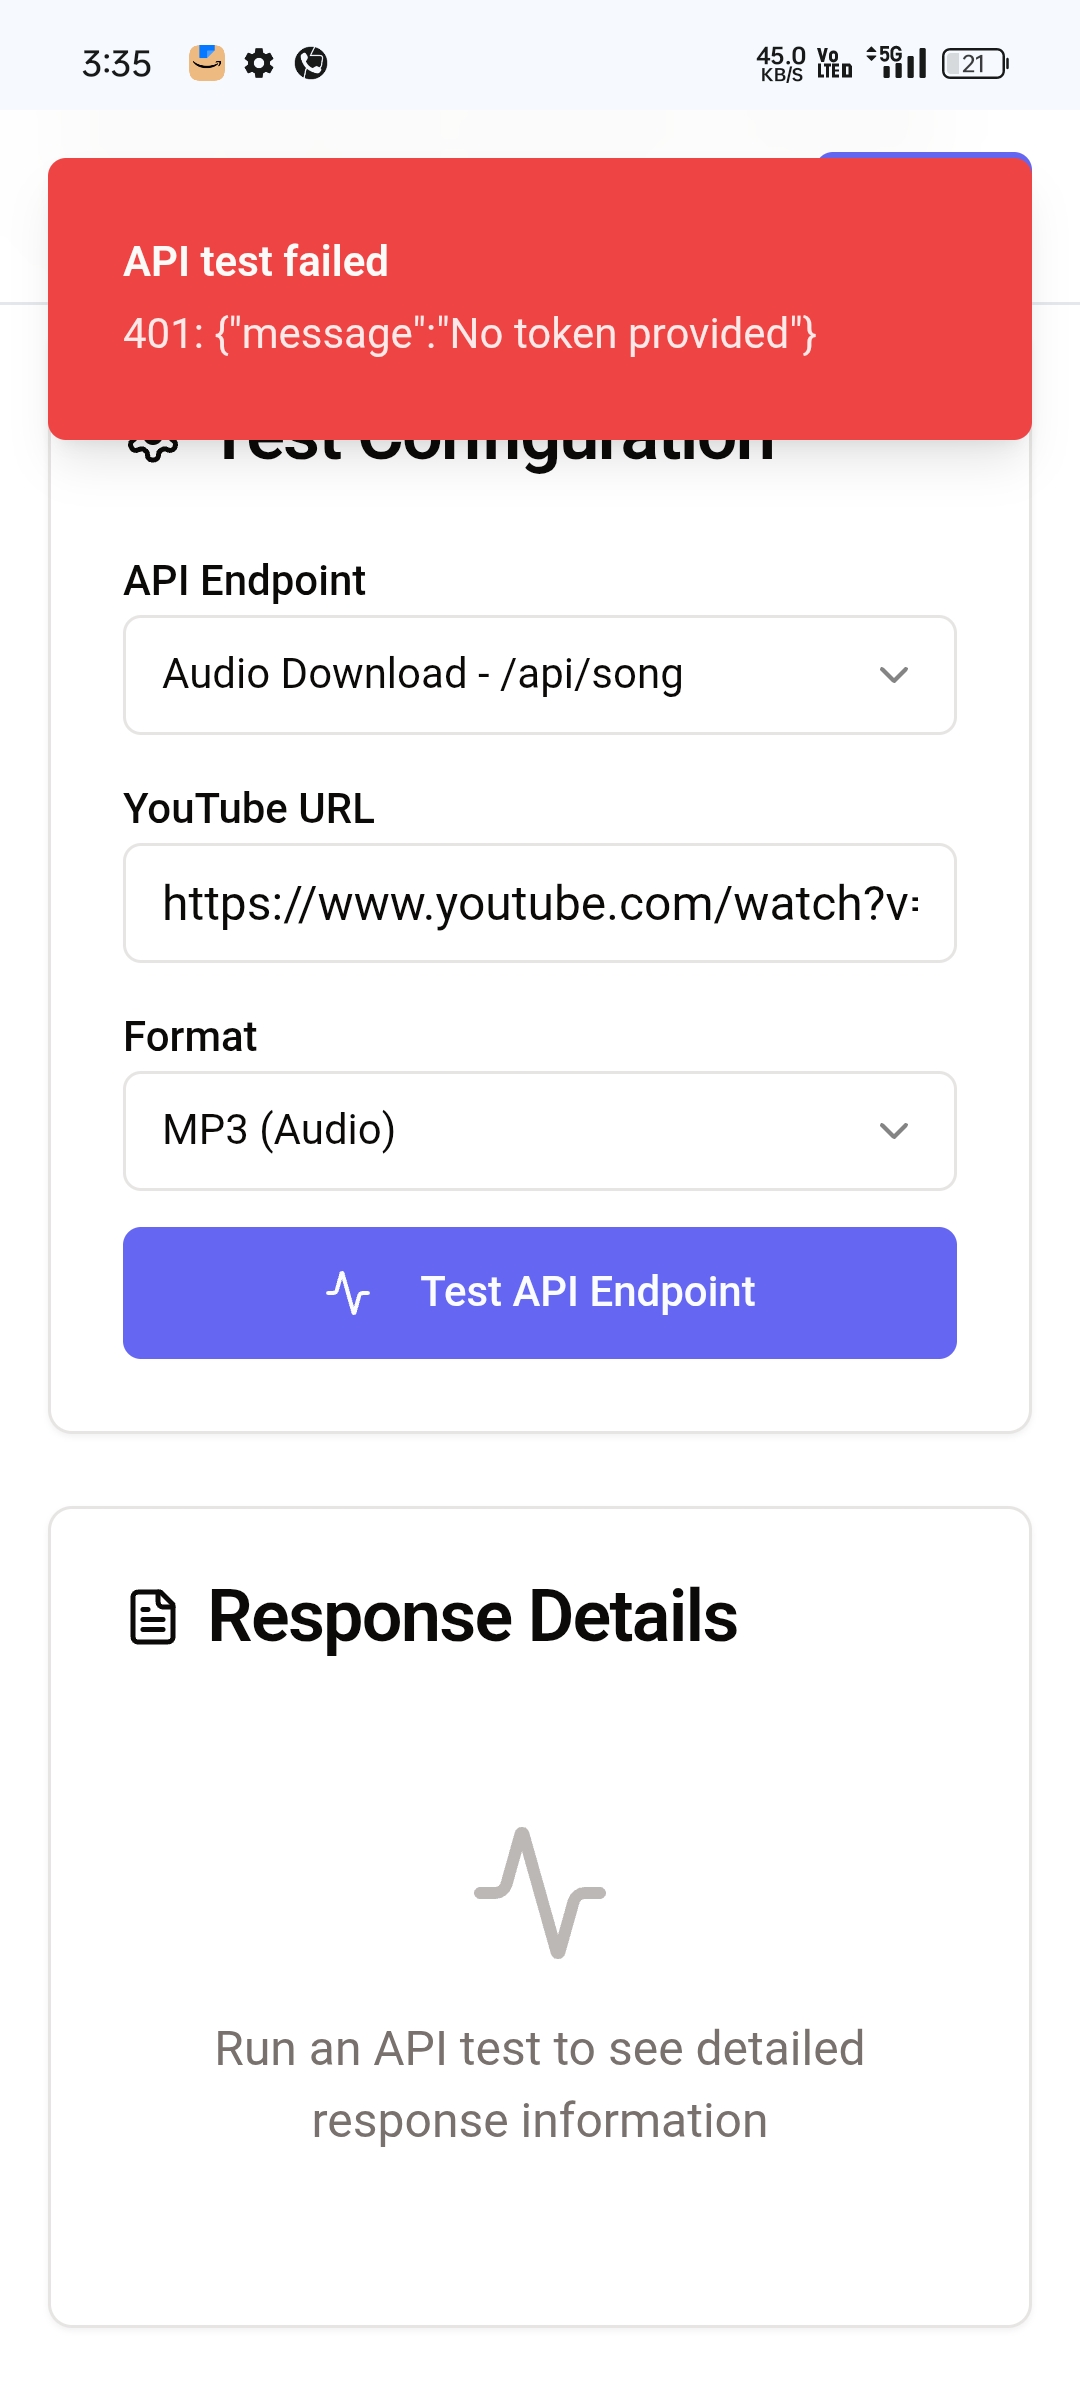 3:35
45.0 KB/S
Vo LTE D
5G
21
API test failed
401: {"message":"No token provided"}
Test Configuration
API Endpoint
Audio Download - /api/song
YouTube URL
https://www.youtube.com/watch?v=
Format
MP3 (Audio)
Test API Endpoint
Response Details
Run an API test to see detailed
response information